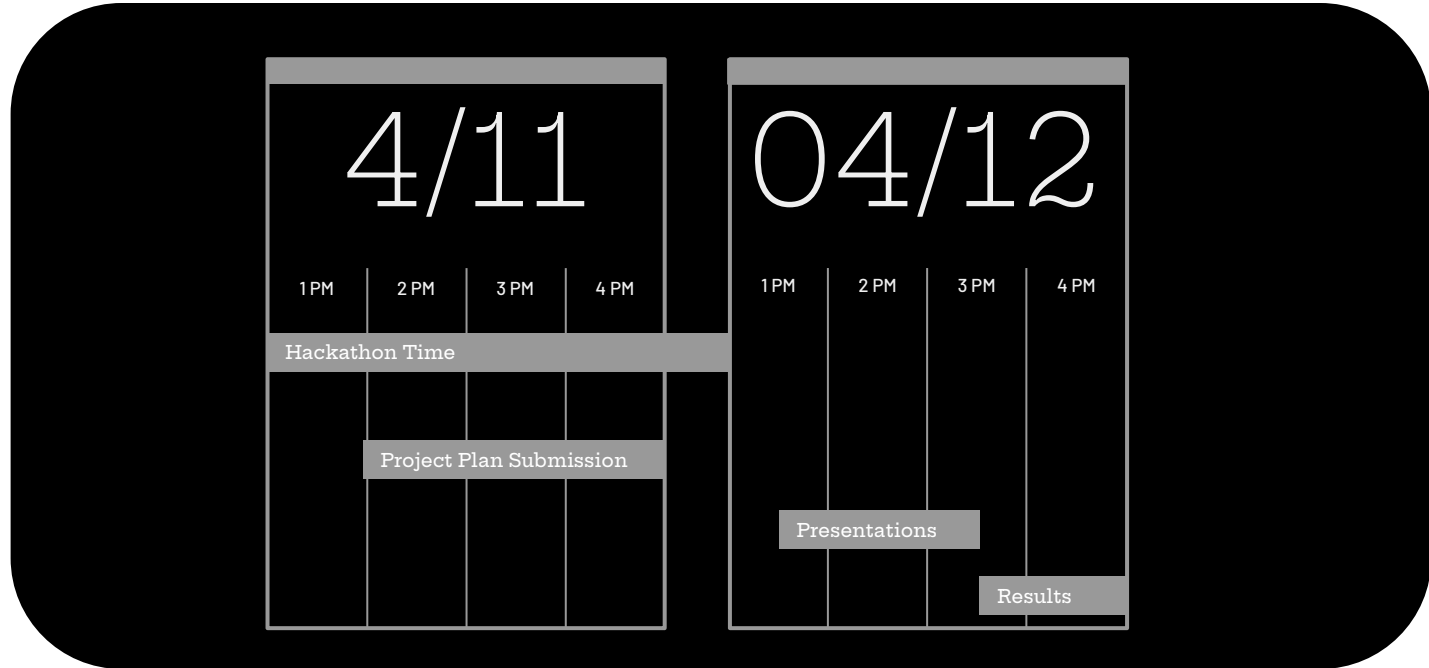 4/11
1 PM 2 PM 3 PM 4 PM
Hackathon Time
Project Plan Submission
04/12
1 PM 2 PM 3 PM 4 PM
Presentations
Results